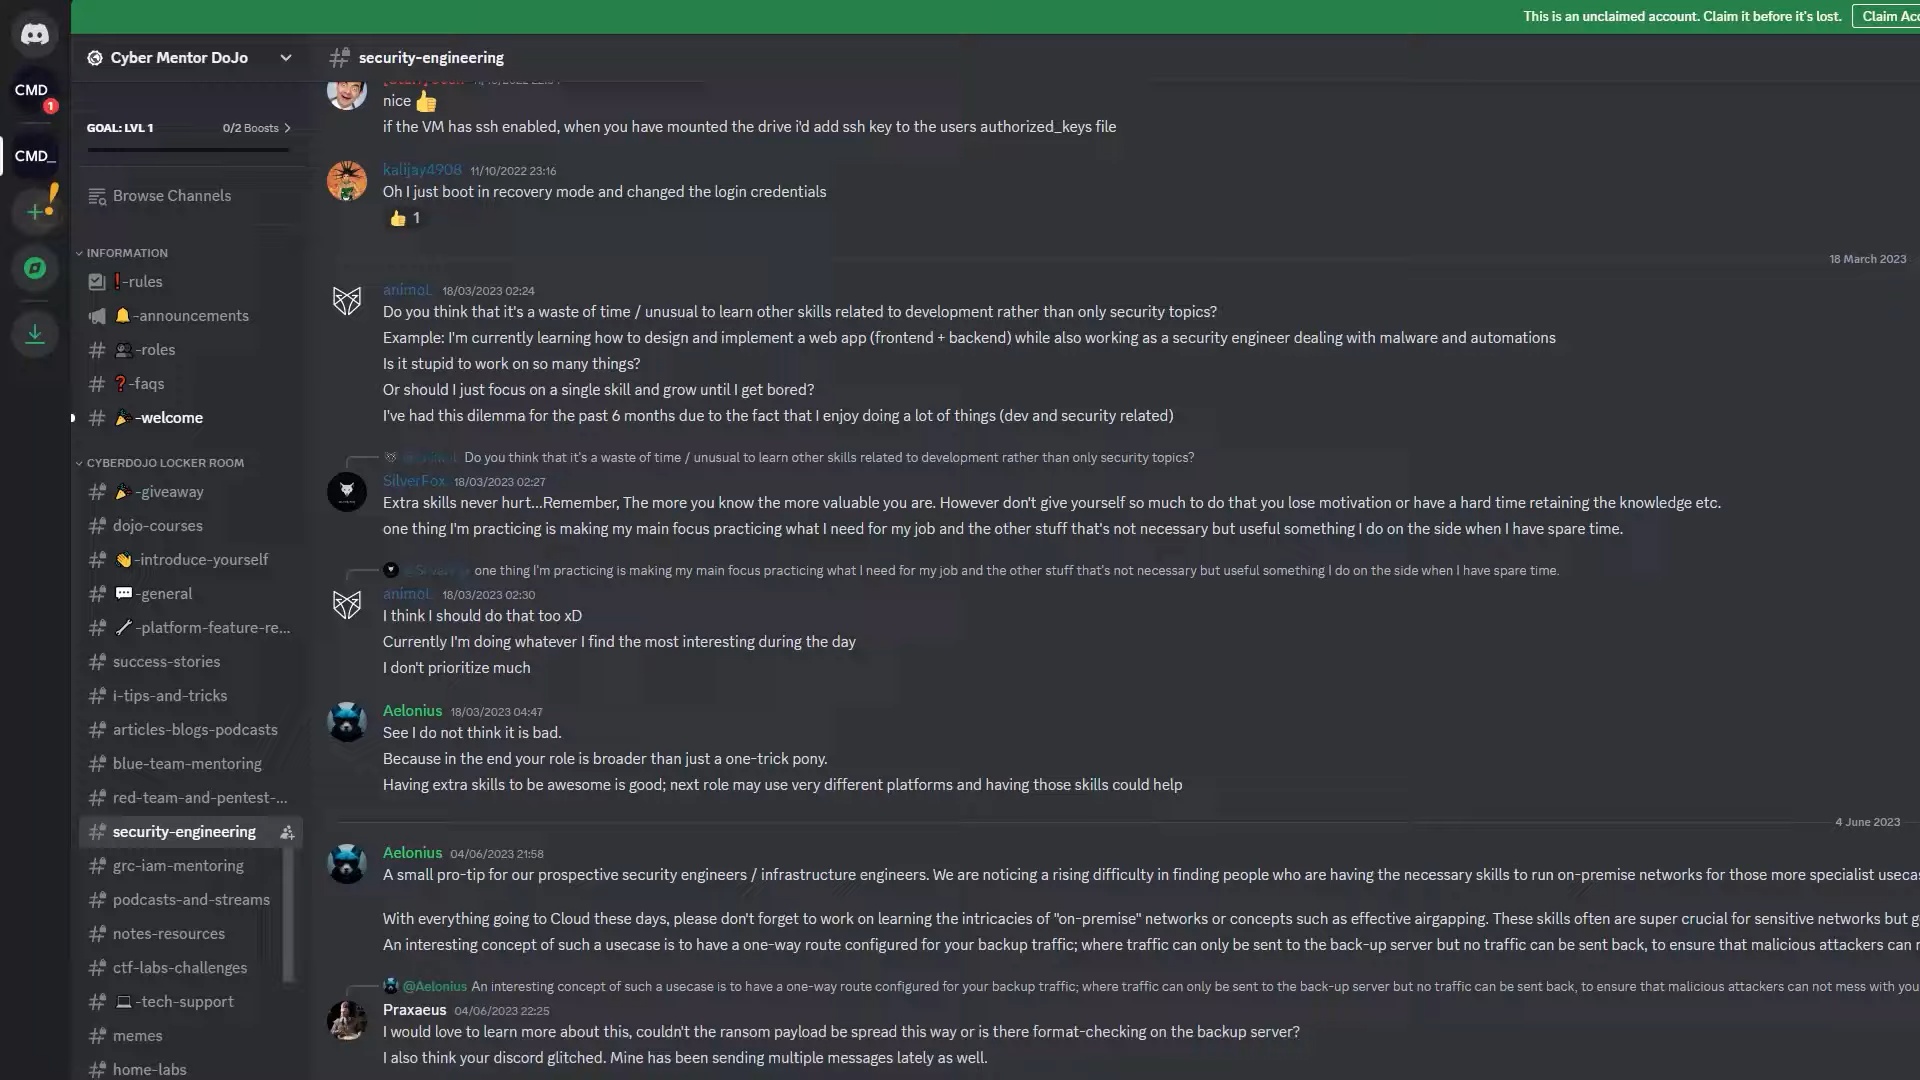 This is an unclaimed account. Claim it before it's lost.
Claim Acc
CMD
1
CMD_
Cyber Mentor DoJo
GOAL: LVL 1
0/2 Boosts
Browse Channels
INFORMATION
-rules
-announcements
-roles
-faqs
-welcome
CYBERDOJO LOCKER ROOM
-giveaway
dojo-courses
-introduce-yourself
-general
-platform-feature-re...
success-stories
i-tips-and-tricks
articles-blogs-podcasts
blue-team-mentoring
red-team-and-pentest-...
security-engineering
grc-iam-mentoring
podcasts-and-streams
notes-resources
ctf-labs-challenges
-tech-support
memes
home-labs
security-engineering
nice
if the VM has ssh enabled, when you have mounted the drive i'd add ssh key to the users authorized_keys file
kalijay4908 11/10/2022 23:16
Oh I just boot in recovery mode and changed the login credentials
1
18 March 2023
18/03/2023 02:24
Do you think that it's a waste of time / unusual to learn other skills related to development rather than only security topics?
Example: I'm currently learning how to design and implement a web app (frontend + backend) while also working as a security engineer dealing with malware and automations
Is it stupid to work on so many things?
Or should I just focus on a single skill and grow until I get bored?
I've had this dilemma for the past 6 months due to the fact that I enjoy doing a lot of things (dev and security related)
Do you think that it's a waste of time / unusual to learn other skills related to development rather than only security topics?
SilverFox 18/03/2023 02:27
Extra skills never hurt...Remember, The more you know the more valuable you are. However don't give yourself so much to do that you lose motivation or have a hard time retaining the knowledge etc.
one thing I'm practicing is making my main focus practicing what I need for my job and the other stuff that's not necessary but useful something I do on the side when I have spare time.
one thing I'm practicing is making my main focus practicing what I need for my job and the other stuff that's not necessary but useful something I do on the side when I have spare time.
18/03/2023 02:30
I think I should do that too xD
Currently I'm doing whatever I find the most interesting during the day
I don't prioritize much
Aelonius 18/03/2023 04:47
See I do not think it is bad.
Because in the end your role is broader than just a one-trick pony.
Having extra skills to be awesome is good; next role may use very different platforms and having those skills could help
4 June 2023
Aelonius 04/06/2023 21:58
A small pro-tip for our prospective security engineers / infrastructure engineers. We are noticing a rising difficulty in finding people who are having the necessary skills to run on-premise networks for those more specialist useca
With everything going to Cloud these days, please don't forget to work on learning the intricacies of "on-premise" networks or concepts such as effective airgapping. These skills often are super crucial for sensitive networks but g
An interesting concept of such a usecase is to have a one-way route configured for your backup traffic; where traffic can only be sent to the back-up server but no traffic can be sent back, to ensure that malicious attackers can
@Aelonius An interesting concept of such a usecase is to have a one-way route configured for your backup traffic; where traffic can only be sent to the back-up server but no traffic can be sent back, to ensure that malicious attackers can not mess with you
Praxaeus 04/06/2023 22:25
I would love to learn more about this, couldn't the ransom payload be spread this way or is there format-checking on the backup server?
I also think your discord glitched. Mine has been sending multiple messages lately as well.